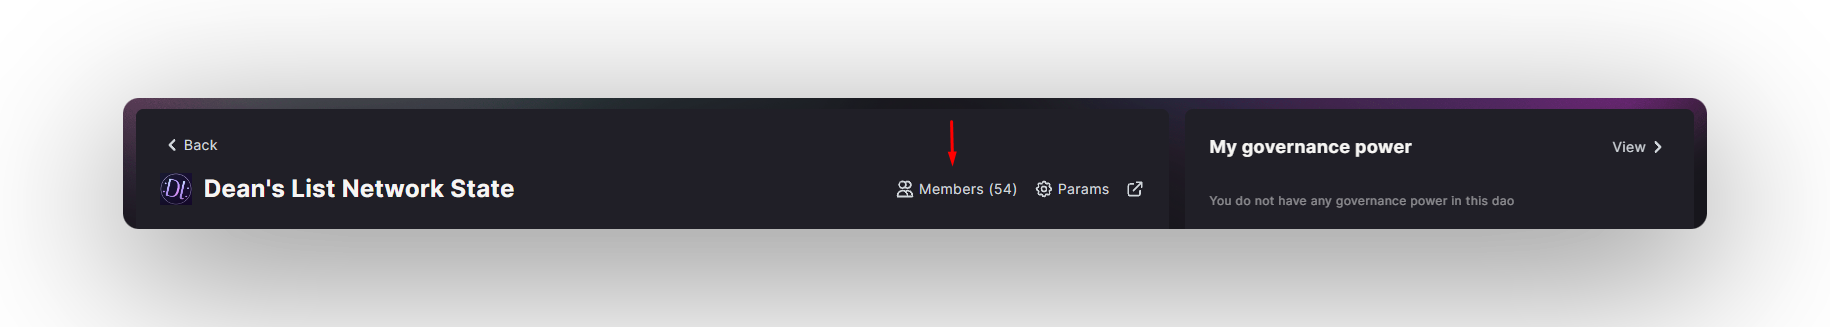 Back
DL Dean's List Network State
Members (54) Params
My governance power
View
You do not have any governance power in this dao